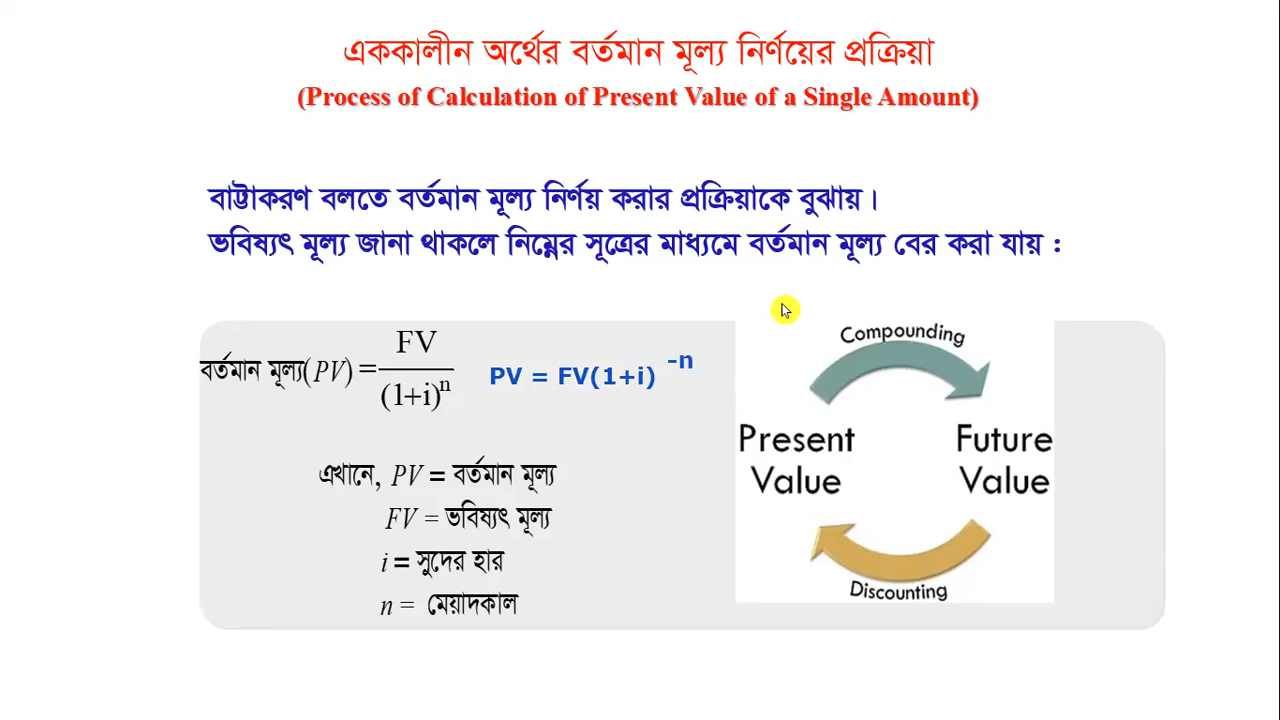 এককালীন অর্থের বর্তমান মূল্য নির্ণয়ের প্রক্রিয়া
(Process of Calculation of Present Value of a Single Amount)
বাট্টাকরণ বলতে বর্তমান মূল্য নির্ণয় করার প্রক্রিয়াকে বুঝায়।
ভবিষ্যৎ মূল্য জানা থাকলে নিম্নের সূত্রের মাধ্যমে বর্তমান মূল্য বের করা যায় :
বর্তমান মূল্য(PV) = FV/(1+i)^n
PV = FV(1+i)^-n
এখানে, PV = বর্তমান মূল্য
FV = ভবিষ্যৎ মূল্য
i = সুদের হার
n = মেয়াদকাল
Compounding
Present Value
Future Value
Discounting